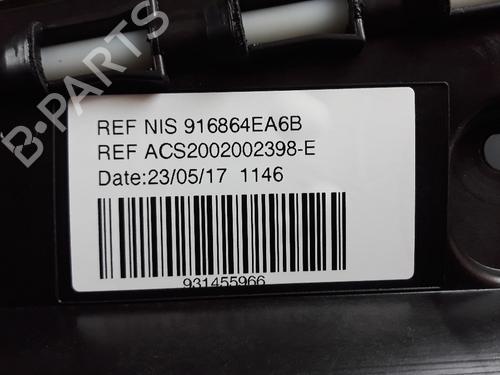 B-PARTS
REF NIS 916864EA6B
REF ACS2002002398-E
Date:23/05/17 1146
931455966